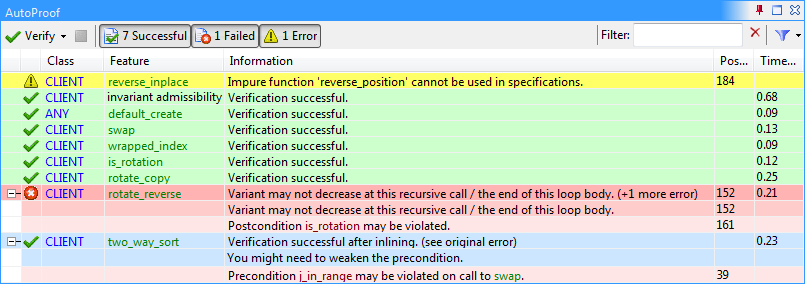 AutoProof
Verify 7 Successful 1 Failed 1 Error Filter:
Class Feature Information Pos... Time...
CLIENT reverse_inplace Impure function 'reverse_position' cannot be used in specifications. 184
CLIENT invariant admissibility Verification successful. 0.68
ANY default_create Verification successful. 0.09
CLIENT swap Verification successful. 0.13
CLIENT wrapped_index Verification successful. 0.09
CLIENT is_rotation Verification successful. 0.12
CLIENT rotate_copy Verification successful. 0.25
CLIENT rotate_reverse Variant may not decrease at this recursive call / the end of this loop body. (+1 more error) 152 0.21
Variant may not decrease at this recursive call / the end of this loop body. 152
Postcondition is_rotation may be violated. 161
CLIENT two_way_sort Verification successful after inlining. (see original error) 0.23
You might need to weaken the precondition.
Precondition j_in_range may be violated on call to swap. 39